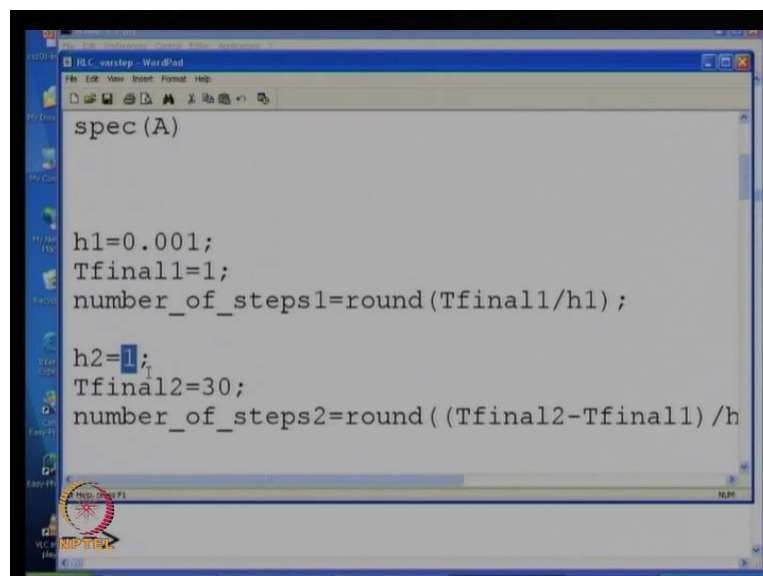 RLC_varstep - WordPad
File Edit View Insert Format Help
spec(A)
h1=0.001;
Tfinal1=1;
number_of_steps1=round(Tfinal1/h1);
h2=1;
Tfinal2=30;
number_of_steps2=round((Tfinal2-Tfinal1)/h
NUM
NPTEL